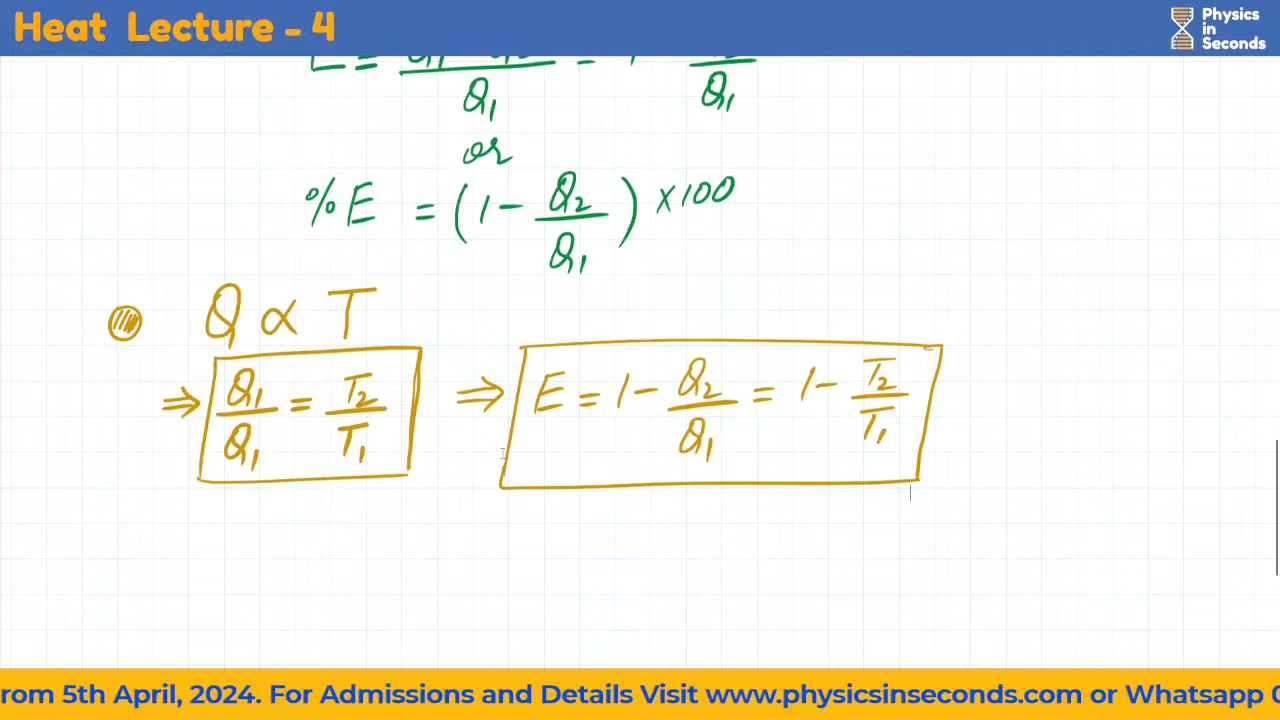 Heat Lecture - 4
Physics
in
Seconds
Q₁ Q₁
or
% E = (1 - Q₂/Q₁) × 100
Q ∝ T
⇒ Q₁/Q₁ = T₂/T₁ ⇒ E = 1 - Q₂/Q₁ = 1 - T₂/T₁
rom 5th April, 2024. For Admissions and Details Visit www.physicsinseconds.com or Whatsapp